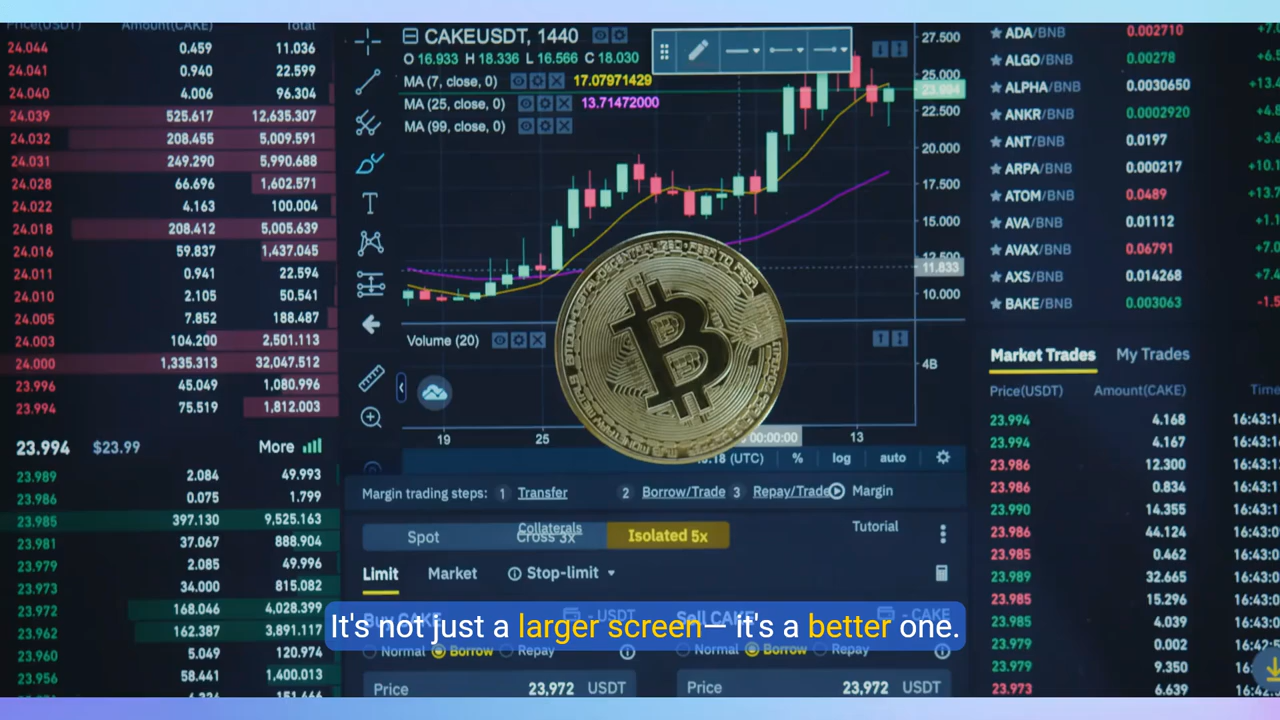 Price(USDT) Amount(CAKE) Total
24.044 0.459 11.036
24.041 0.940 22.599
24.040 4.006 96.304
24.039 525.617 12,635.307
24.032 208.455 5,009.591
24.031 249.290 5,990.688
24.028 66.696 1,602.571
24.022 4.163 100.004
24.018 208.412 5,005.639
24.016 59.837 1,437.045
24.011 0.941 22.594
24.010 2.105 50.541
24.005 7.852 188.487
24.003 104.200 2,501.113
24.000 1,335.313 32,047.512
23.996 45.049 1,080.996
23.994 75.519 1,812.003
23.994 $23.99 More
23.989 2.084 49.993
23.986 0.075 1.799
23.985 397.130 9,525.163
23.981 37.067 888.904
23.979 2.085 49.996
23.973 34.000 815.082
23.972 168.046 4,028.399
23.962 162.387 3,891.117
23.960 5.049 120.974
23.956 58.441 1,400.013
CAKEUSDT, 1440
O 16.933 H 18.336 L 16.566 C 18.030
MA (7, close, 0) 17.07971429
MA (25, close, 0) 13.71472000
MA (99, close, 0)
27.500
25.000
23.994
22.500
20.000
17.500
15.000
12.500
11.833
10.000
Volume (20)
4B
19 25 00:00:00 13
(UTC) % log auto
Margin trading steps: 1 Transfer 2 Borrow/Trade 3 Repay/Trade Margin
Collaterals Tutorial
Spot Cross 3x Isolated 5x
Limit Market Stop-limit
Buy CAKE - USDT Sell CAKE - CAKE
It's not just a larger screen— it's a better one.
Normal Borrow Repay Normal Borrow Repay
Price 23,972 USDT Price 23,972 USDT
ADA/BNB 0.002710
ALGO/BNB 0.00278
ALPHA/BNB 0.0030650
ANKR/BNB 0.0002920
ANT/BNB 0.0197
ARPA/BNB 0.000217
ATOM/BNB 0.0489
AVA/BNB 0.01112
AVAX/BNB 0.06791
AXS/BNB 0.014268
BAKE/BNB 0.003063
Market Trades My Trades
Price(USDT) Amount(CAKE) Time
23.994 4.168
23.994 4.167
23.986 12.300
23.986 0.834
23.990 14.355
23.986 44.124
23.985 0.462
23.989 32.665
23.985 15.296
23.985 4.039
23.979 0.002
23.979 9.350
23.973 6.639